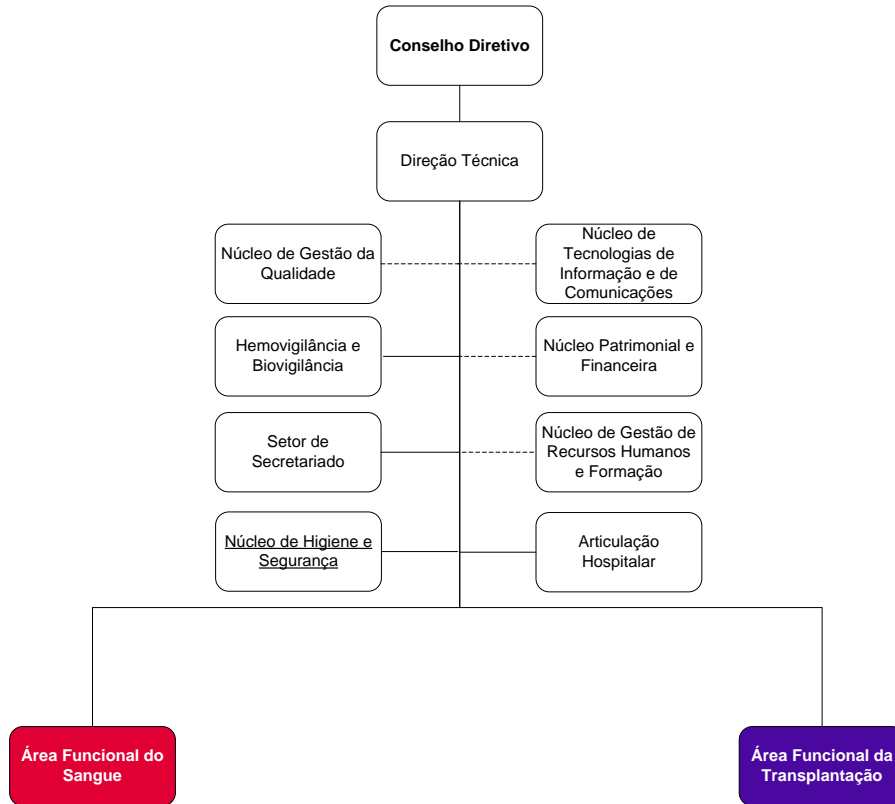 Conselho Diretivo
Direção Técnica
Núcleo de Gestão da
Qualidade
Núcleo de
Tecnologias de
Informação e de
Comunicações
Hemovigilância e
Biovigilância
Núcleo Patrimonial e
Financeira
Setor de
Secretariado
Núcleo de Gestão de
Recursos Humanos
e Formação
Núcleo de Higiene e
Segurança
Articulação
Hospitalar
Área Funcional do
Sangue
Área Funcional da
Transplantação